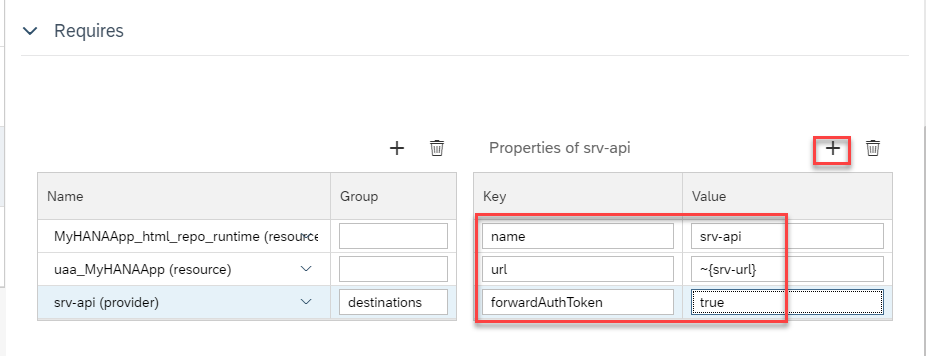 Requires
Properties of srv-api
Name Group Key Value
MyHANAApp_html_repo_runtime (resource name srv-api
uaa_MyHANAApp (resource) url ~{srv-url}
srv-api (provider) destinations forwardAuthToken true